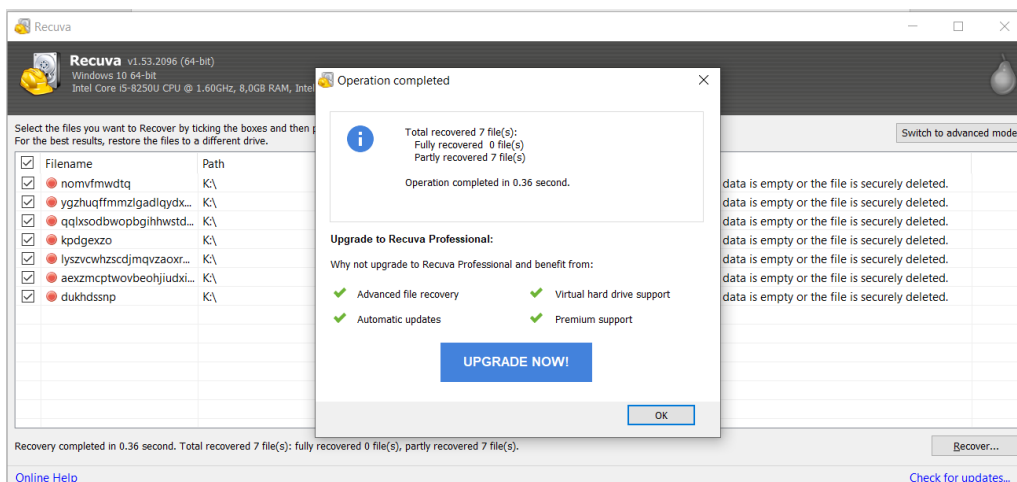 Recuva
Recuva v1.53.2096 (64-bit)
Windows 10 64-bit
Intel Core i5-8250U CPU @ 1.60GHz, 8,0GB RAM, Intel
Select the files you want to Recover by ticking the boxes and then
For the best results, restore the files to a different drive.
Switch to advanced mode
Filename Path
nomvfmwdtq K:\ data is empty or the file is securely deleted.
ygzhuqffmmzlgadlqydx... K:\ data is empty or the file is securely deleted.
qqlxsodbwopbgihhwstd... K:\ data is empty or the file is securely deleted.
kpdgexzo K:\ data is empty or the file is securely deleted.
lyszvcwhzscdjmqvzaoxr... K:\ data is empty or the file is securely deleted.
aexzmcptwovbeohjiudxi... K:\ data is empty or the file is securely deleted.
dukhdssnp K:\ data is empty or the file is securely deleted.
Operation completed
Total recovered 7 file(s):
Fully recovered 0 file(s)
Partly recovered 7 file(s)
Operation completed in 0.36 second.
Upgrade to Recuva Professional:
Why not upgrade to Recuva Professional and benefit from:
Advanced file recovery Virtual hard drive support
Automatic updates Premium support
UPGRADE NOW!
OK
Recovery completed in 0.36 second. Total recovered 7 file(s): fully recovered 0 file(s), partly recovered 7 file(s).
Recover...
Online Help Check for updates...